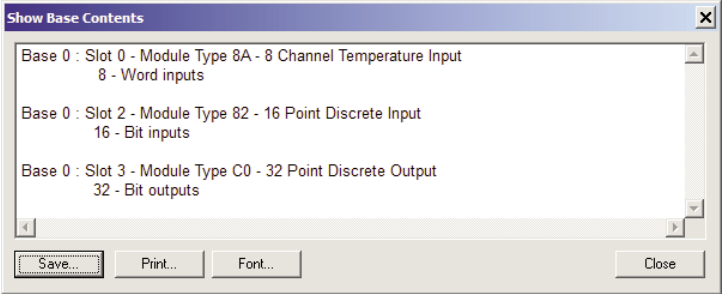 Show Base Contents
Base 0 : Slot 0 - Module Type 8A - 8 Channel Temperature Input
8 - Word inputs
Base 0 : Slot 2 - Module Type 82 - 16 Point Discrete Input
16 - Bit inputs
Base 0 : Slot 3 - Module Type C0 - 32 Point Discrete Output
32 - Bit outputs
Save... Print... Font... Close